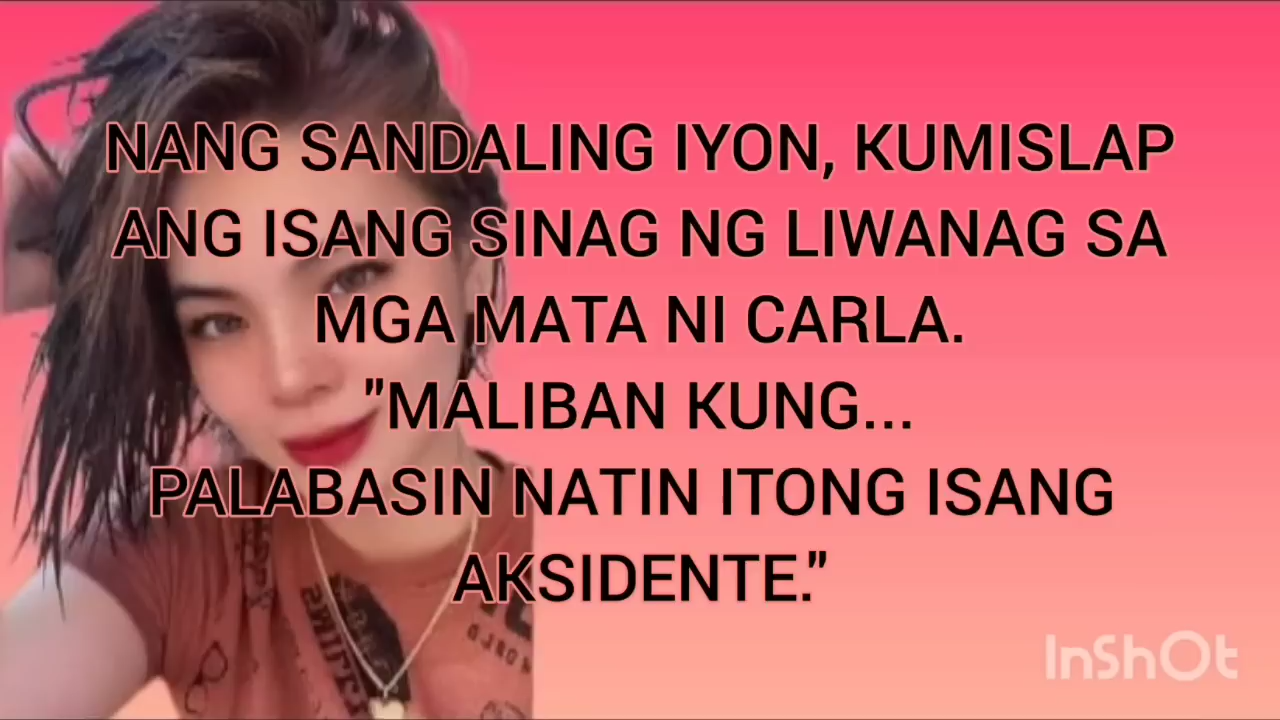 NANG SANDALING IYON, KUMISLAP
ANG ISANG SINAG NG LIWANAG SA
MGA MATA NI CARLA.
"MALIBAN KUNG...
PALABASIN NATIN ITONG ISANG
AKSIDENTE."
InShOt